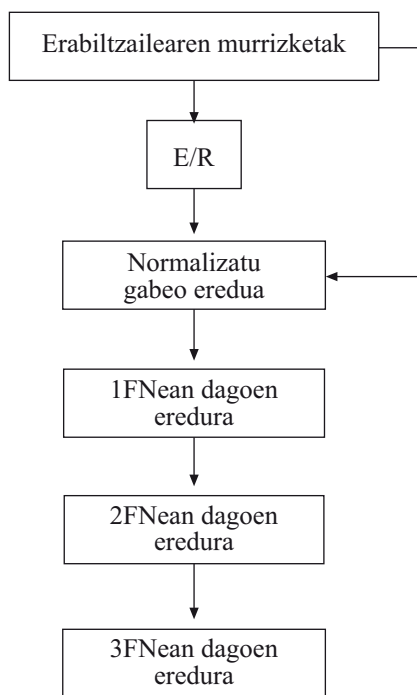 Erabiltzailearen murrizketak
E/R
Normalizatu
gabeo eredua
1FNean dagoen
eredura
2FNean dagoen
eredura
3FNean dagoen
eredura